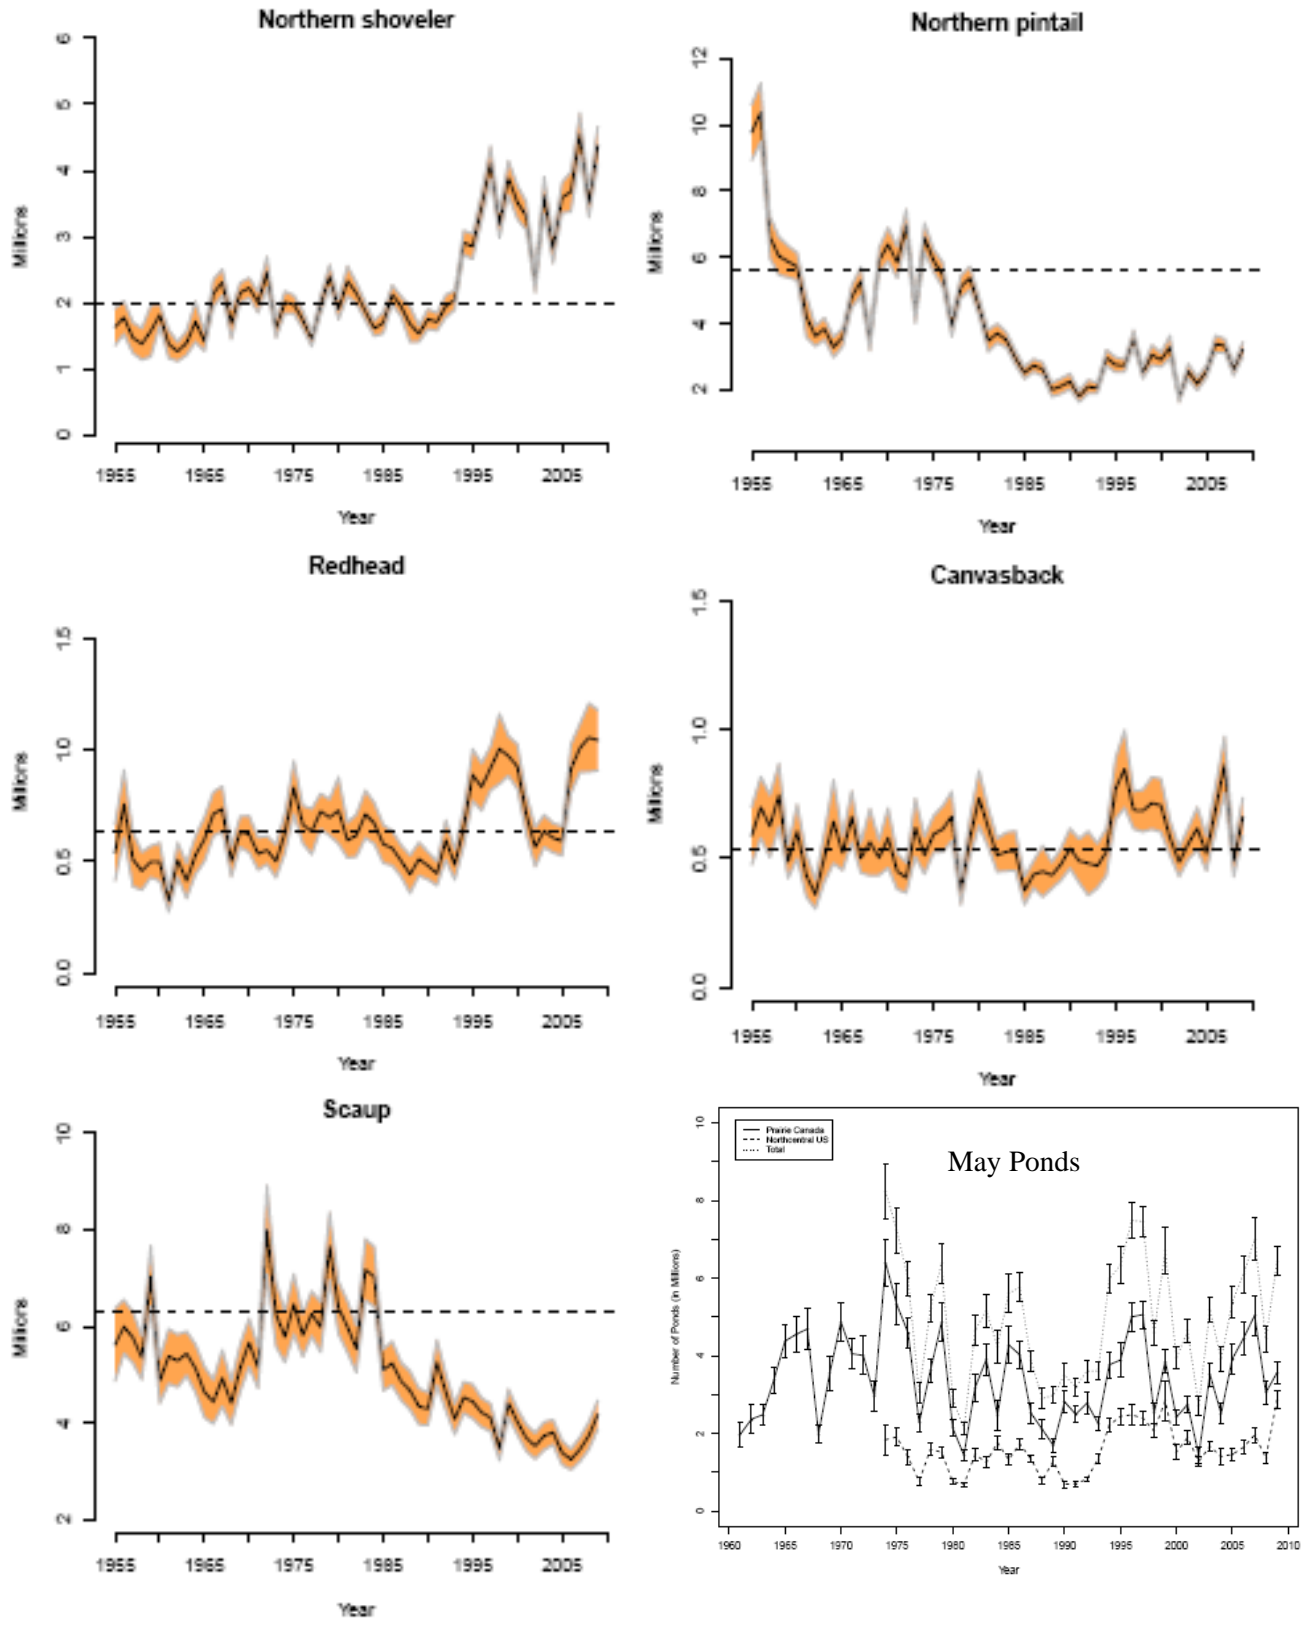 Northern shoveler
6
5
4
3
2
1
0
Millions
1955 1965 1975 1985 1995 2005
Year
Northern pintail
12
10
8
6
4
2
Millions
1955 1965 1975 1985 1995 2005
Year
Redhead
1.5
1.0
0.5
0.0
Millions
1955 1965 1975 1985 1995 2005
Year
Canvasback
1.5
1.0
0.5
0.0
Millions
1955 1965 1975 1985 1995 2005
Year
Scaup
10
8
6
4
2
Millions
1955 1965 1975 1985 1995 2005
Year
Prairie Canada
Northcentral US
Total
May Ponds
10
8
6
4
2
0
Number of Ponds (in Millions)
1960 1965 1970 1975 1980 1985 1990 1995 2000 2005 2010
Year